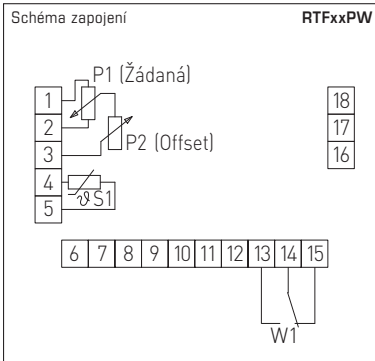 Schéma zapojení RTFxxPW
P1 (Žádaná)
1
2
P2 (Offset)
3
4
ϑ S1
5
18
17
16
6 7 8 9 10 11 12 13 14 15
W1